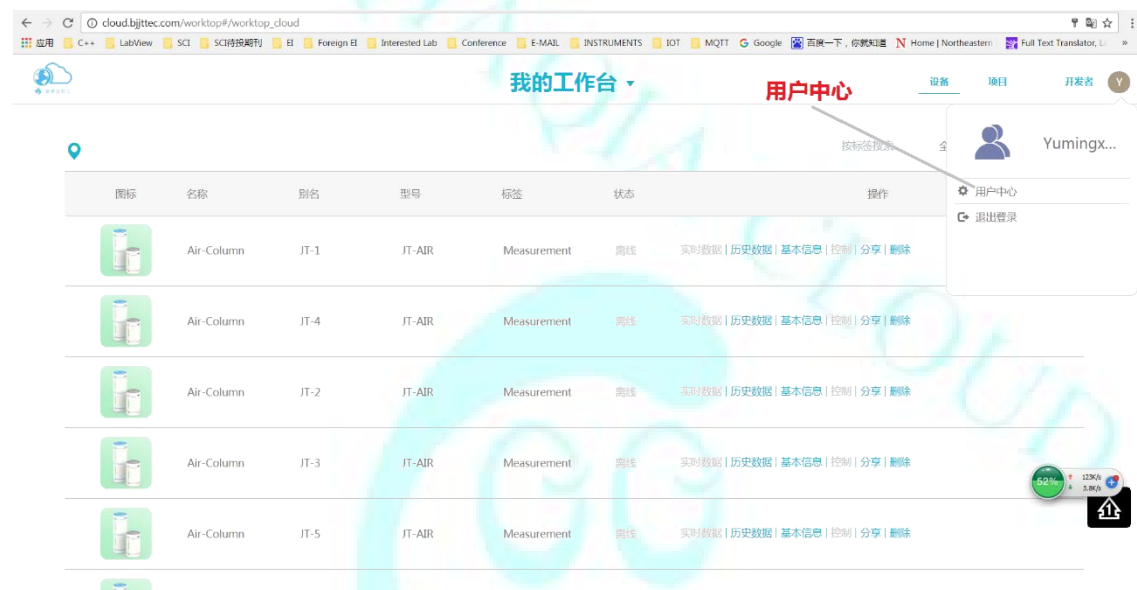 cloud.bjjttec.com/worktop#/worktop_cloud
应用 C++ LabView SCI SCI待投期刊 EI Foreign EI Interested Lab Conference E-MAIL INSTRUMENTS IOT MQTT Google 百度一下，你就知道 Home | Northeastern Full Text Translator, »
我的工作台 用户中心 设备 项目 开发者 Y
按标签搜索 Yumingx...
图标 名称 别名 型号 标签 状态 操作 用户中心
退出登录
Air-Column JT-1 JT-AIR Measurement 离线 实时数据 | 历史数据 | 基本信息 | 控制 | 分享 | 删除
Air-Column JT-4 JT-AIR Measurement 离线 实时数据 | 历史数据 | 基本信息 | 控制 | 分享 | 删除
Air-Column JT-2 JT-AIR Measurement 离线 实时数据 | 历史数据 | 基本信息 | 控制 | 分享 | 删除
Air-Column JT-3 JT-AIR Measurement 离线 实时数据 | 历史数据 | 基本信息 | 控制 | 分享 | 删除
52% 123K/s
3.8K/s
Air-Column JT-5 JT-AIR Measurement 离线 实时数据 | 历史数据 | 基本信息 | 控制 | 分享 | 删除